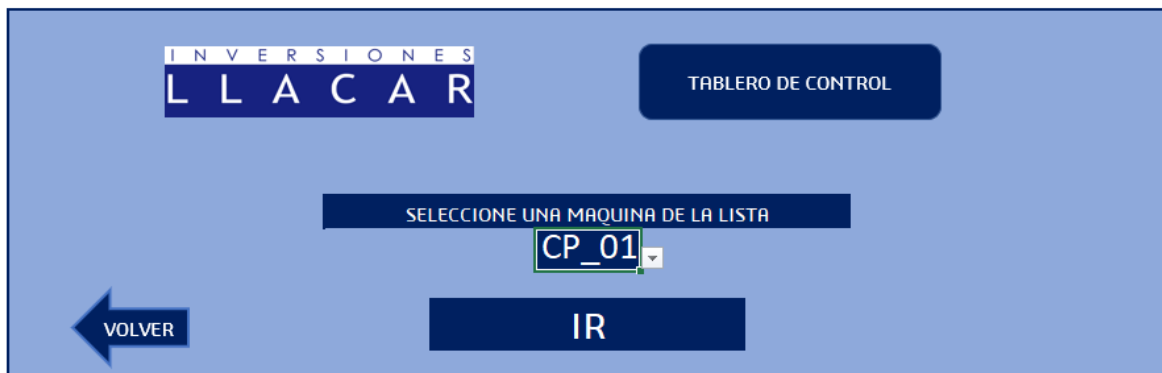 INVERSIONES
LLACAR
TABLERO DE CONTROL
SELECCIONE UNA MAQUINA DE LA LISTA
CP_01
VOLVER
IR